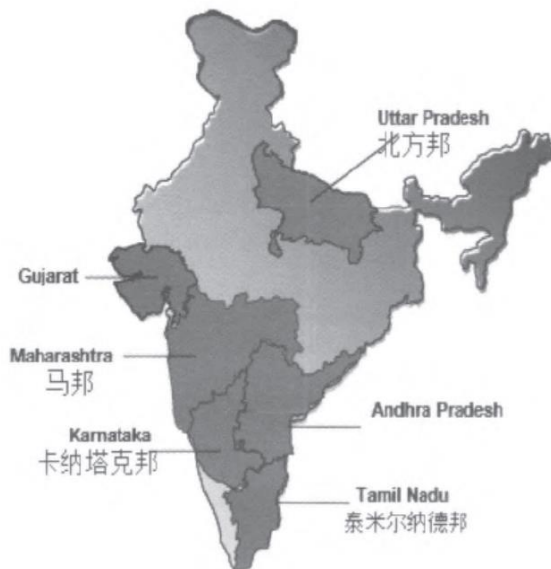 Uttar Pradesh
北方邦
Gujarat
Maharashtra
马邦
Andhra Pradesh
Karnataka
卡纳塔克邦
Tamil Nadu
泰米尔纳德邦